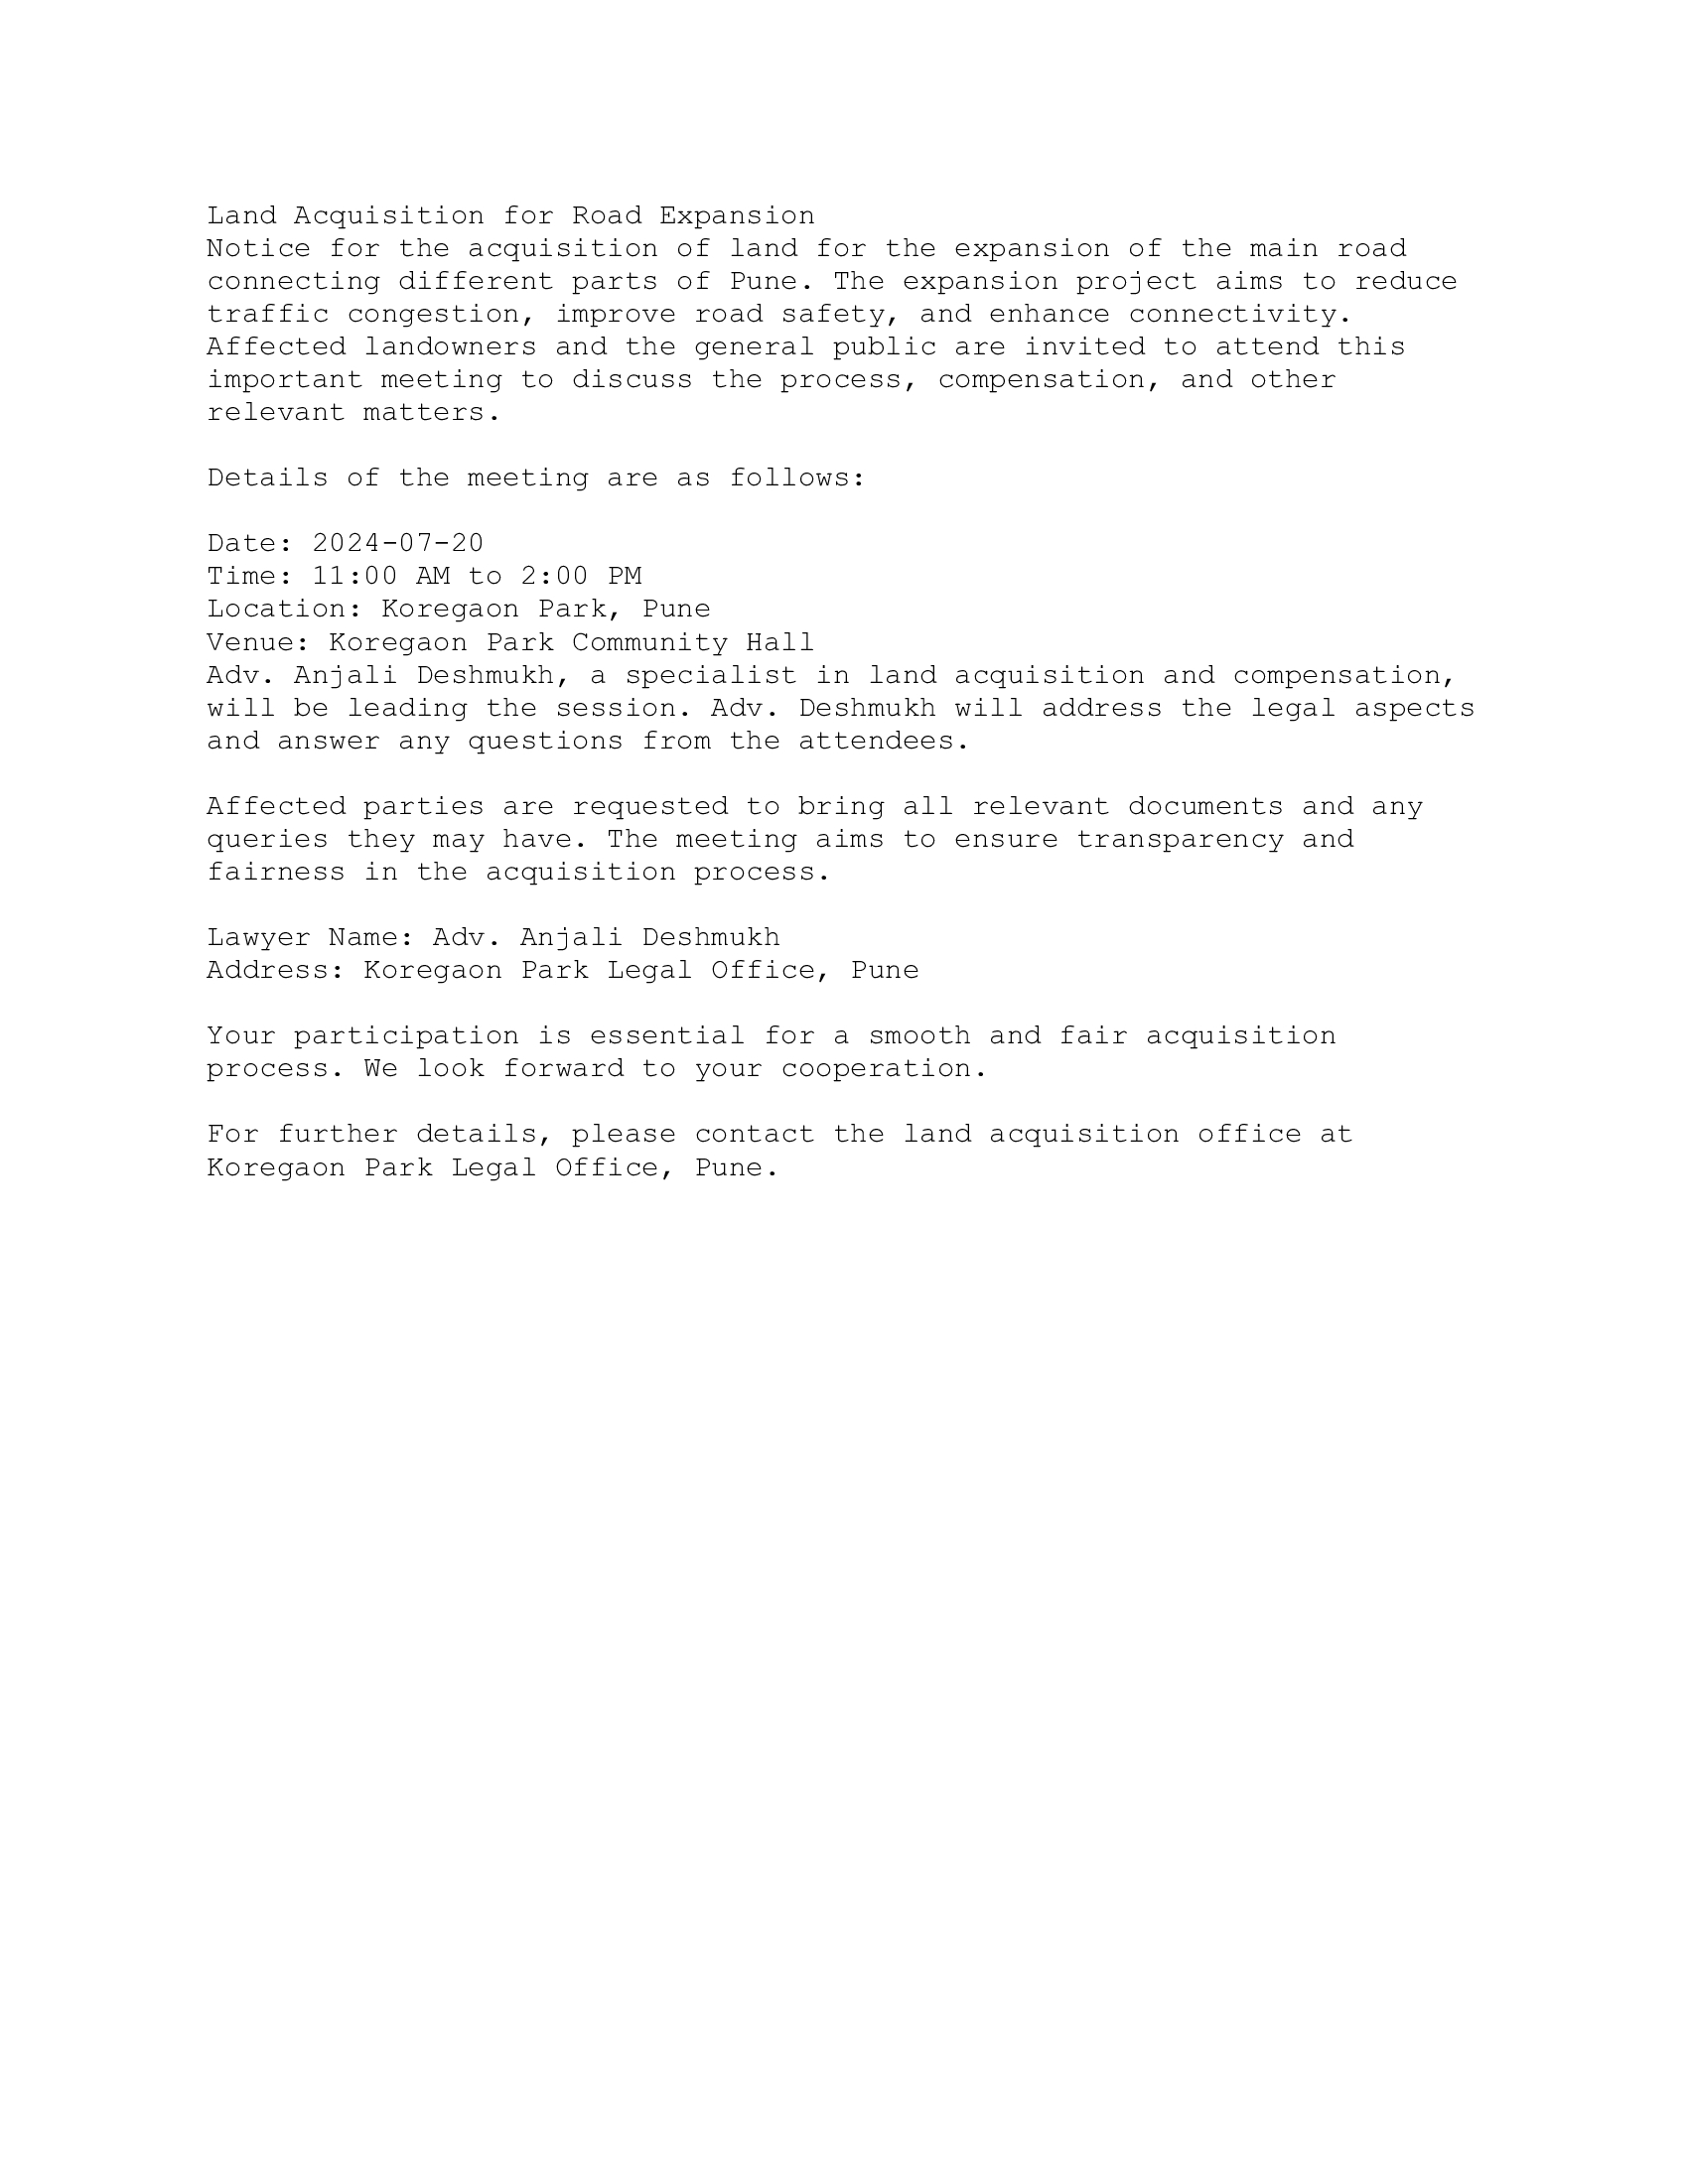 Land Acquisition for Road Expansion
Notice for the acquisition of land for the expansion of the main road
connecting different parts of Pune. The expansion project aims to reduce
traffic congestion, improve road safety, and enhance connectivity.
Affected landowners and the general public are invited to attend this
important meeting to discuss the process, compensation, and other
relevant matters.

Details of the meeting are as follows:

Date: 2024-07-20
Time: 11:00 AM to 2:00 PM
Location: Koregaon Park, Pune
Venue: Koregaon Park Community Hall
Adv. Anjali Deshmukh, a specialist in land acquisition and compensation,
will be leading the session. Adv. Deshmukh will address the legal aspects
and answer any questions from the attendees.

Affected parties are requested to bring all relevant documents and any
queries they may have. The meeting aims to ensure transparency and
fairness in the acquisition process.

Lawyer Name: Adv. Anjali Deshmukh
Address: Koregaon Park Legal Office, Pune

Your participation is essential for a smooth and fair acquisition
process. We look forward to your cooperation.

For further details, please contact the land acquisition office at
Koregaon Park Legal Office, Pune.